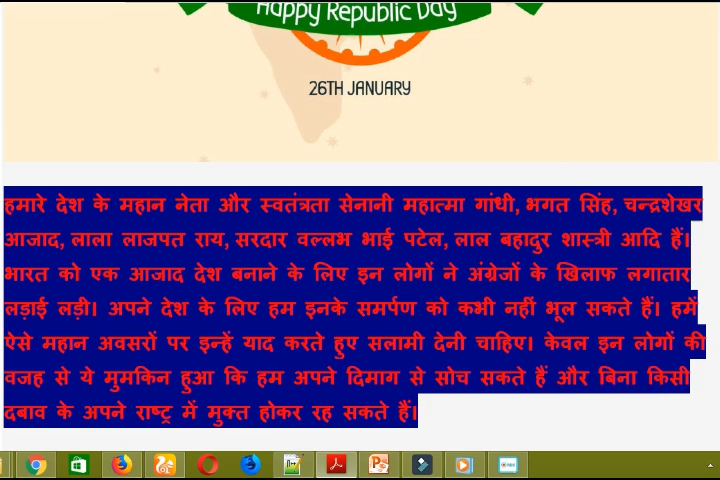 Happy Republic Day
26TH JANUARY
हमारे देश के महान नेता और स्वतंत्रता सेनानी महात्मा गांधी, भगत सिंह, चन्द्रशेखर
आजाद, लाला लाजपत राय, सरदार वल्लभ भाई पटेल, लाल बहादुर शास्त्री आदि हैं।
भारत को एक आजाद देश बनाने के लिए इन लोगों ने अंग्रेजों के खिलाफ लगातार
लड़ाई लड़ी। अपने देश के लिए हम इनके समर्पण को कभी नहीं भूल सकते हैं। हमें
ऐसे महान अवसरों पर इन्हें याद करते हुए सलामी देनी चाहिए। केवल इन लोगों की
वजह से ये मुमकिन हुआ कि हम अपने दिमाग से सोच सकते हैं और बिना किसी
दबाव के अपने राष्ट्र में मुक्त होकर रह सकते हैं।